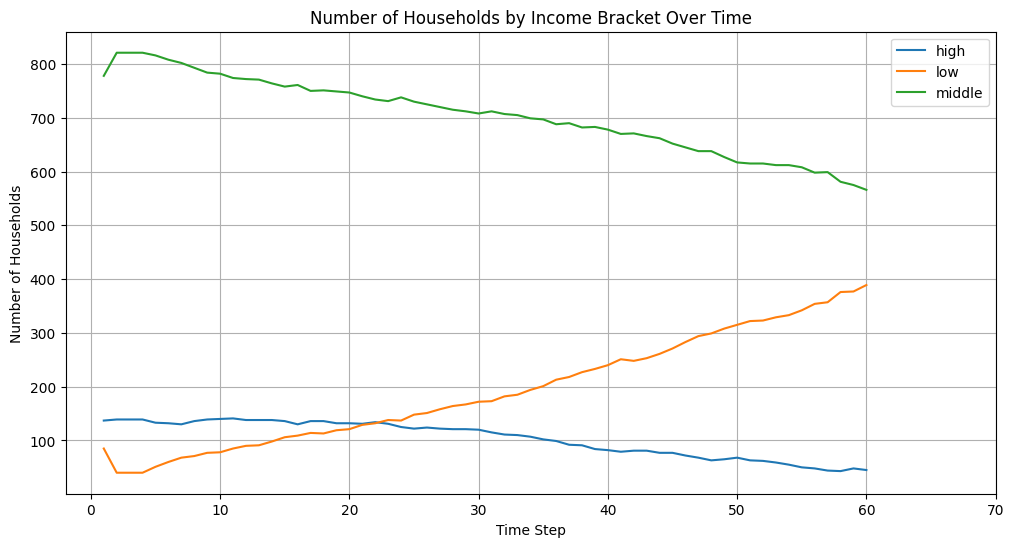 Number of Households by Income Bracket Over Time
high
low
middle
Number of Households
800
700
600
500
400
300
200
100
0 10 20 30 40 50 60 70
Time Step